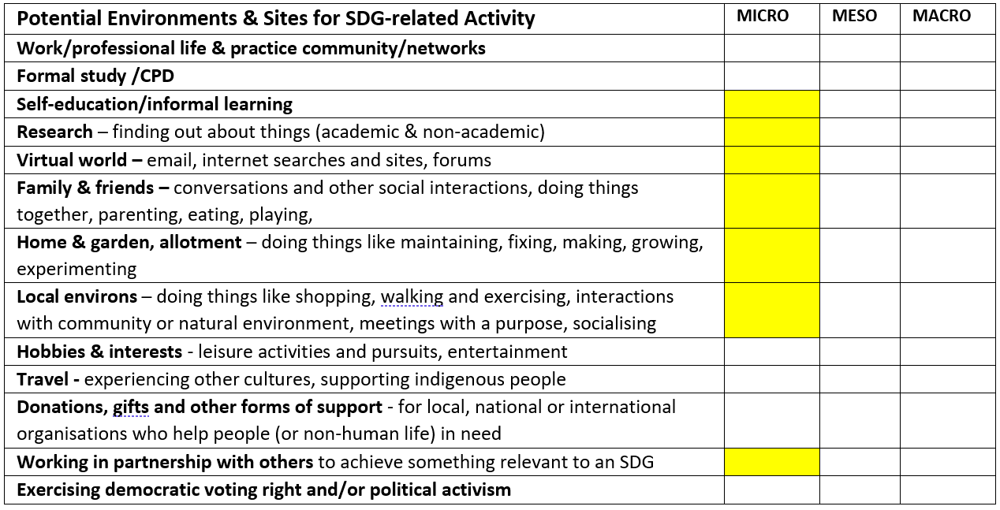 Potential Environments & Sites for SDG-related Activity MICRO MESO MACRO
Work/professional life & practice community/networks
Formal study /CPD
Self-education/informal learning
Research – finding out about things (academic & non-academic)
Virtual world – email, internet searches and sites, forums
Family & friends – conversations and other social interactions, doing things
together, parenting, eating, playing,
Home & garden, allotment – doing things like maintaining, fixing, making, growing,
experimenting
Local environs – doing things like shopping, walking and exercising, interactions
with community or natural environment, meetings with a purpose, socialising
Hobbies & interests - leisure activities and pursuits, entertainment
Travel - experiencing other cultures, supporting indigenous people
Donations, gifts and other forms of support - for local, national or international
organisations who help people (or non-human life) in need
Working in partnership with others to achieve something relevant to an SDG
Exercising democratic voting right and/or political activism